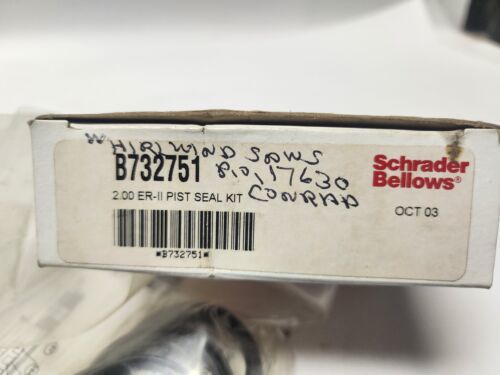 WHIRLWIND SAWS
B732751 P.O, 17630
2.00 ER-II PIST SEAL KIT CONRAD
*B732751*
Schrader
Bellows®
OCT 03